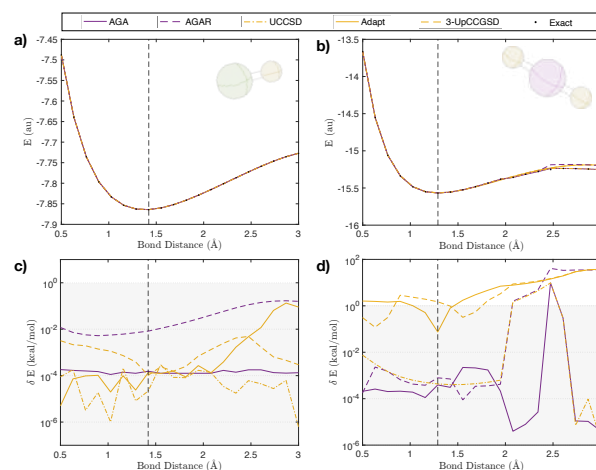 AGA AGAR UCCSD Adapt 3-UpCCGSD Exact
a)
-7.45
-7.5
-7.55
-7.6
-7.65
-7.7
-7.75
-7.8
-7.85
-7.9
E (au)
0.5 1 1.5 2 2.5 3
Bond Distance (Å)
b)
-13.5
-14
-14.5
-15
-15.5
-16
E (au)
0.5 1 1.5 2 2.5
Bond Distance (Å)
c)
10^0
10^-2
10^-4
10^-6
δ E (kcal/mol)
0.5 1 1.5 2 2.5 3
Bond Distance (Å)
d)
10^2
10^0
10^-2
10^-4
10^-6
δ E (kcal/mol)
0.5 1 1.5 2 2.5
Bond Distance (Å)